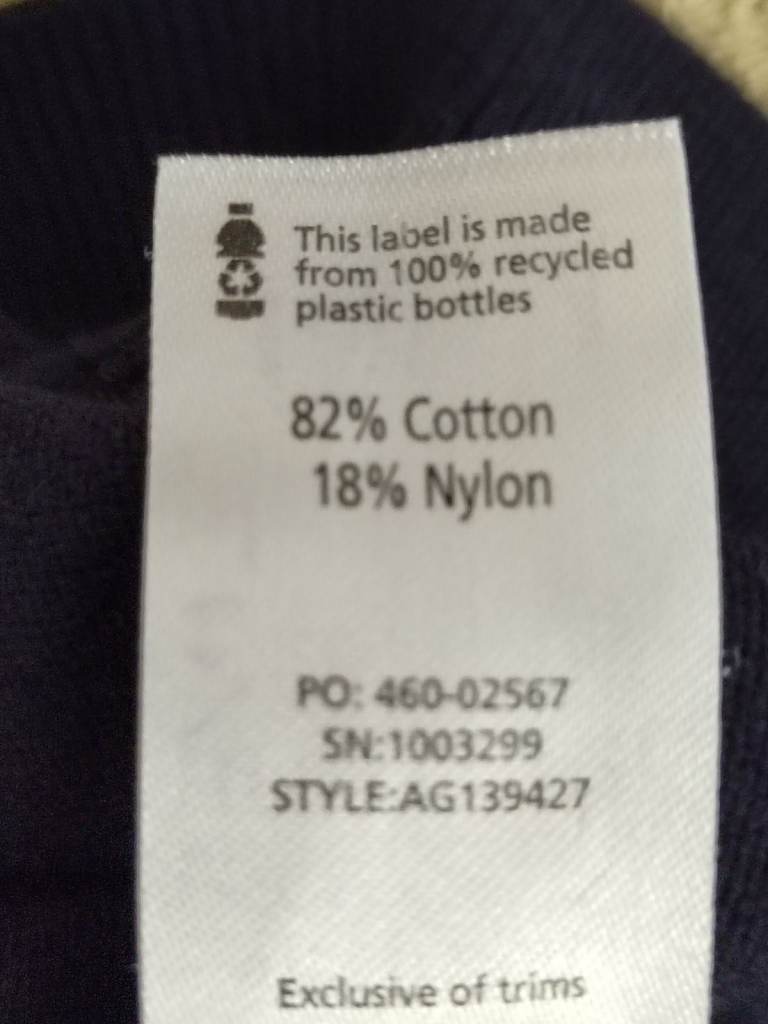 This label is made
from 100% recycled
plastic bottles
82% Cotton
18% Nylon
PO: 460-02567
SN:1003299
STYLE:AG139427
Exclusive of trims